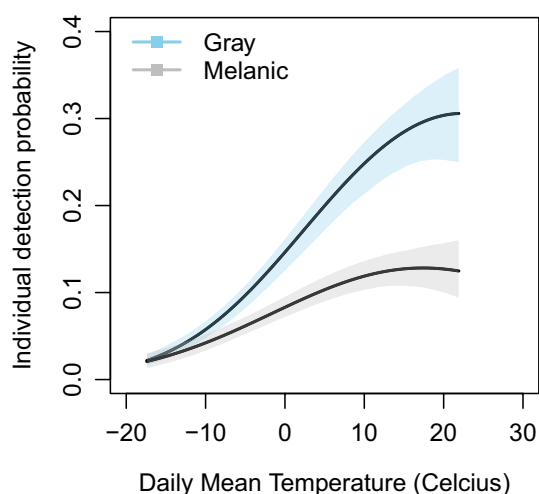 Individual detection probability
0.4
0.3
0.2
0.1
0.0
Gray
Melanic
−20 −10 0 10 20 30
Daily Mean Temperature (Celcius)